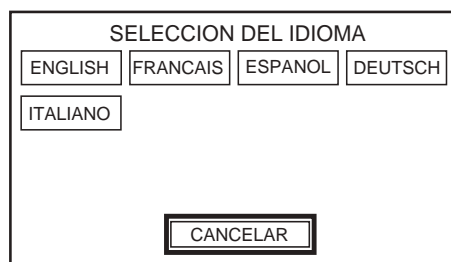 SELECCION DEL IDIOMA
ENGLISH FRANCAIS ESPANOL DEUTSCH
ITALIANO
CANCELAR